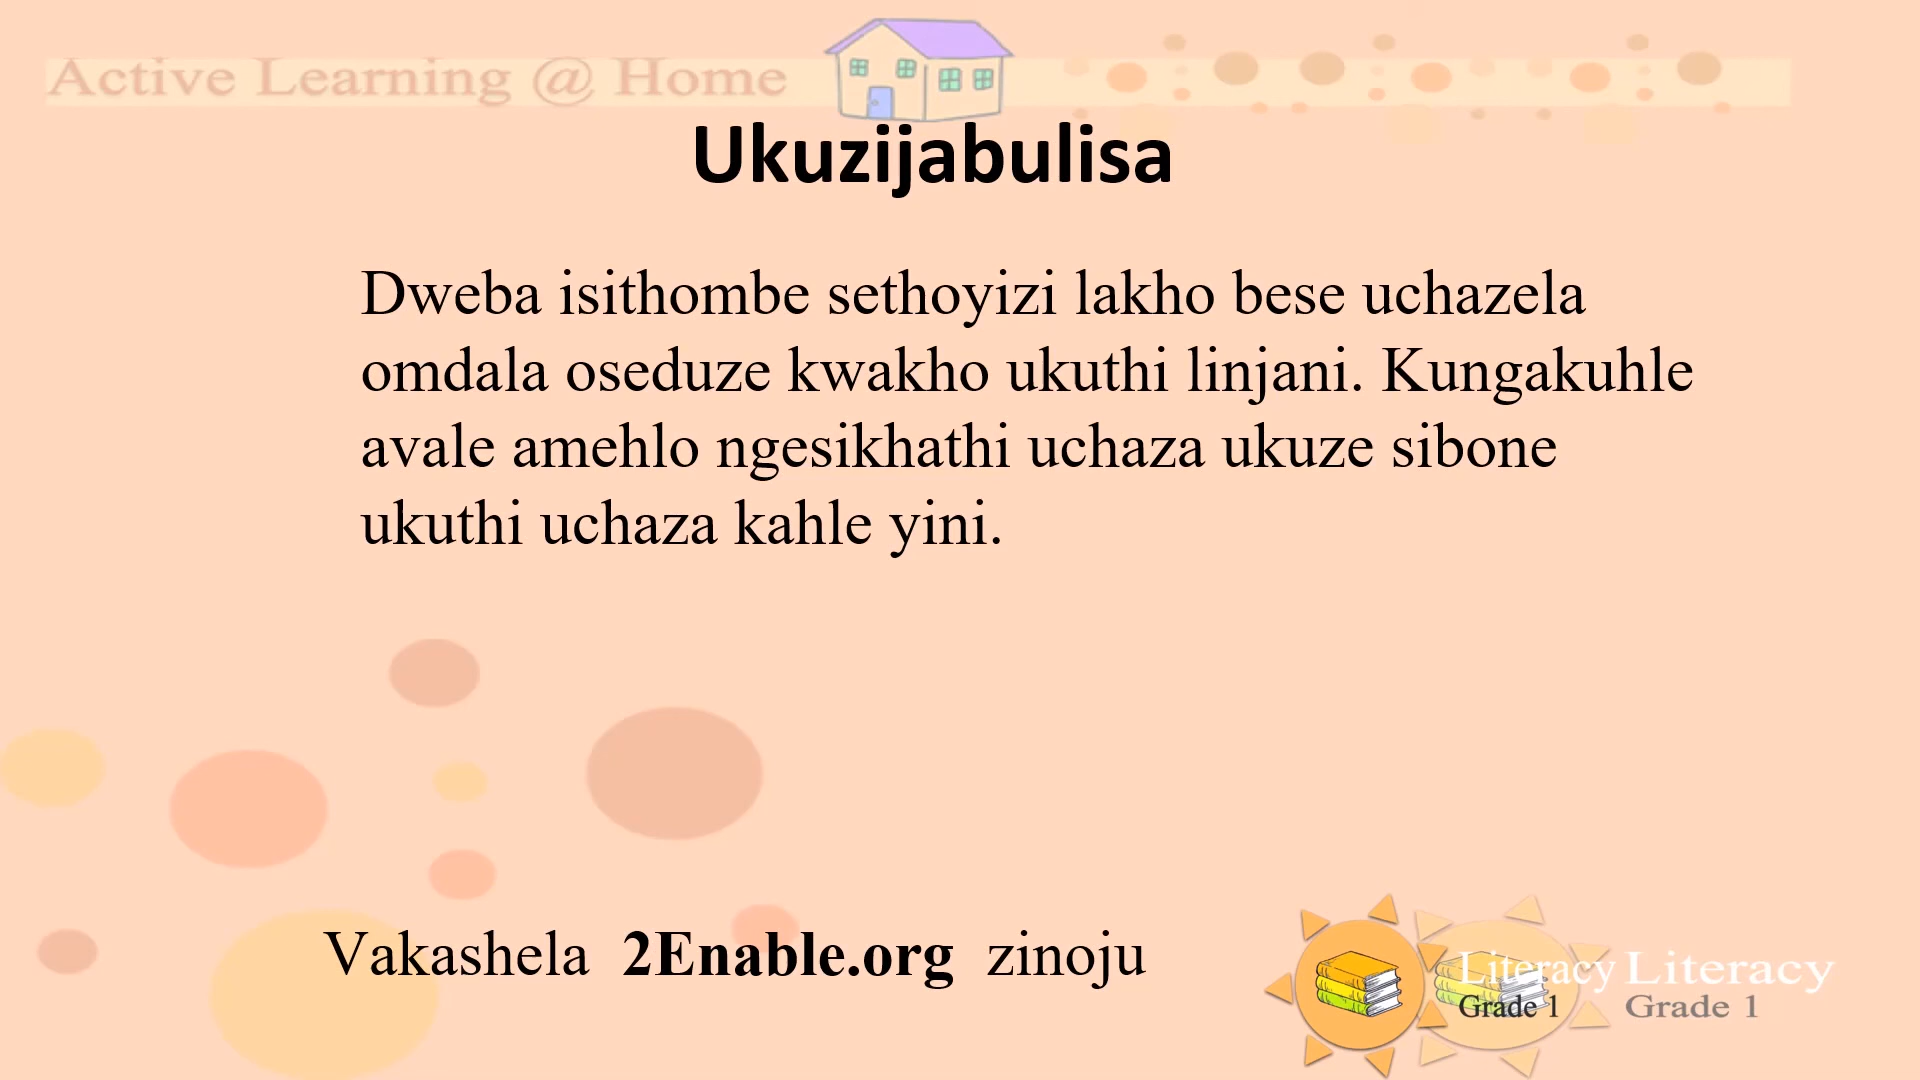 Active Learning @ Home
Ukuzijabulisa
Dweba isithombe sethoyizi lakho bese uchazela
omdala oseduze kwakho ukuthi linjani. Kungakuhle
avale amehlo ngesikhathi uchaza ukuze sibone
ukuthi uchaza kahle yini.
Vakashela 2Enable.org zinoju
Literacy Literacy
Grade 1 Grade 1